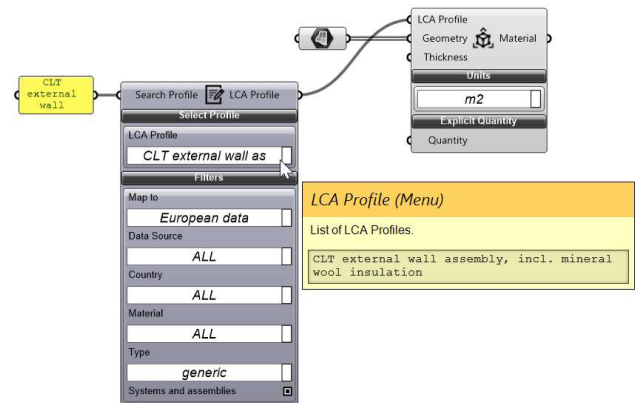 CLT
external
wall
Search Profile LCA Profile
Select Profile
LCA Profile
CLT external wall as
Filters
Map to
European data
Data Source
ALL
Country
ALL
Material
ALL
Type
generic
Systems and assemblies
LCA Profile
Geometry Material
Thickness
Units
m2
Explicit Quantity
Quantity
LCA Profile (Menu)
List of LCA Profiles.
CLT external wall assembly, incl. mineral
wool insulation